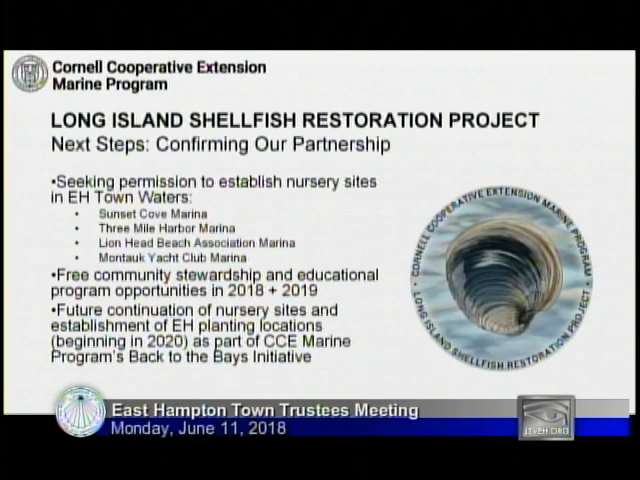 Cornell Cooperative Extension
Marine Program
LONG ISLAND SHELLFISH RESTORATION PROJECT
Next Steps: Confirming Our Partnership
•Seeking permission to establish nursery sites
in EH Town Waters:
• Sunset Cove Marina
• Three Mile Harbor Marina
• Lion Head Beach Association Marina
• Montauk Yacht Club Marina
•Free community stewardship and educational
program opportunities in 2018 + 2019
•Future continuation of nursery sites and
establishment of EH planting locations
(beginning in 2020) as part of CCE Marine
Program's Back to the Bays Initiative
• CORNELL COOPERATIVE EXTENSION MARINE PROGRAM •
LONG ISLAND SHELLFISH RESTORATION PROJECT
East Hampton Town Trustees Meeting
Monday, June 11, 2018
LTVEH.ORG